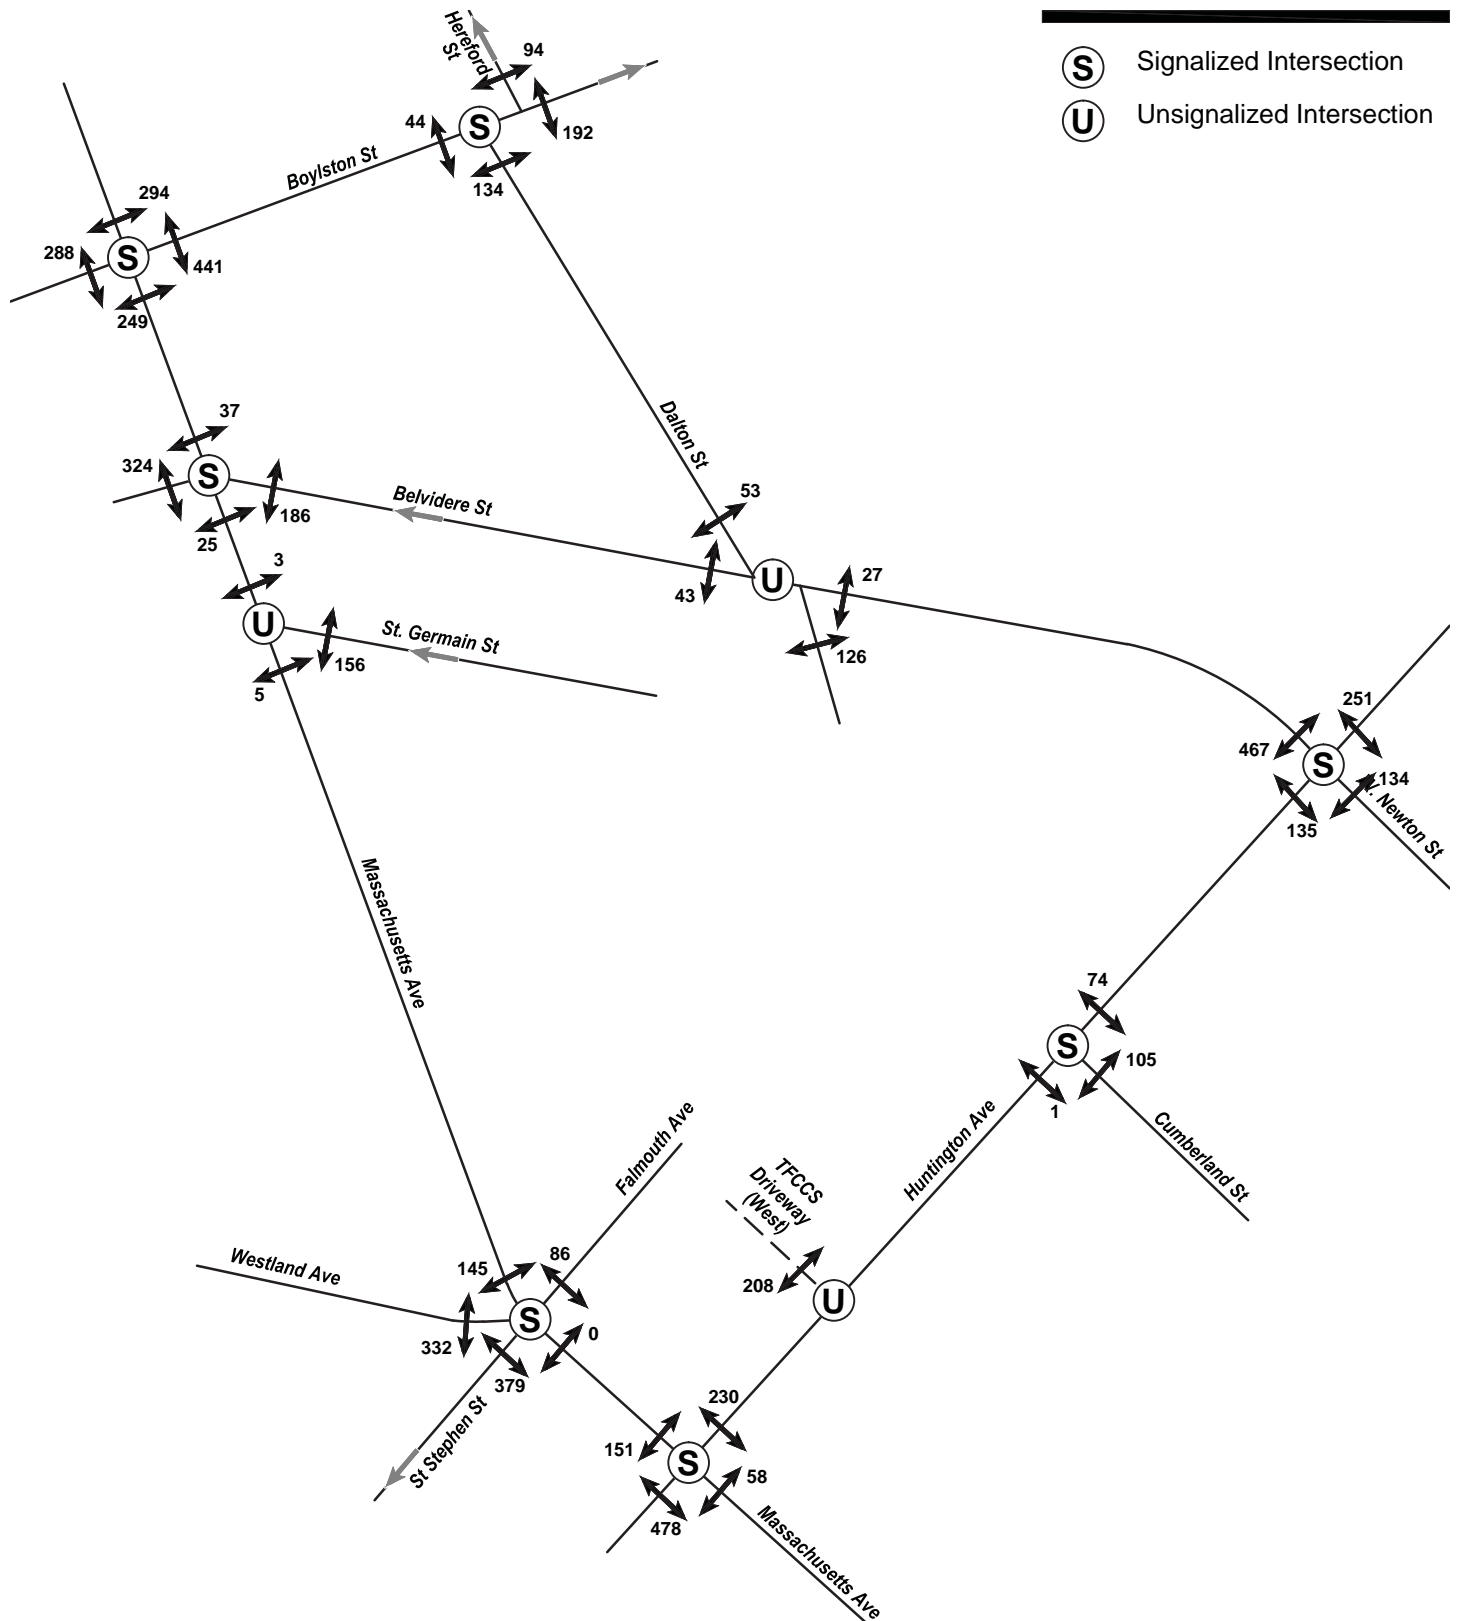 S Signalized Intersection
U Unsignalized Intersection
Hereford
St
94
192
44
S
134
Boylston St
294
288
S
441
249
37
324
S
186
25
Belvidere St
Dalton St
53
43
U
27
126
3
U
St. Germain St
156
5
251
467
S
134
135
Newton St
Massachusetts Ave
74
S
105
1
Cumberland St
Huntington Ave
Falmouth Ave
TFCCS
Driveway
(West)
208
U
Westland Ave
145
86
S
332
0
379
St Stephen St
230
151
S
58
478
Massachusetts Ave